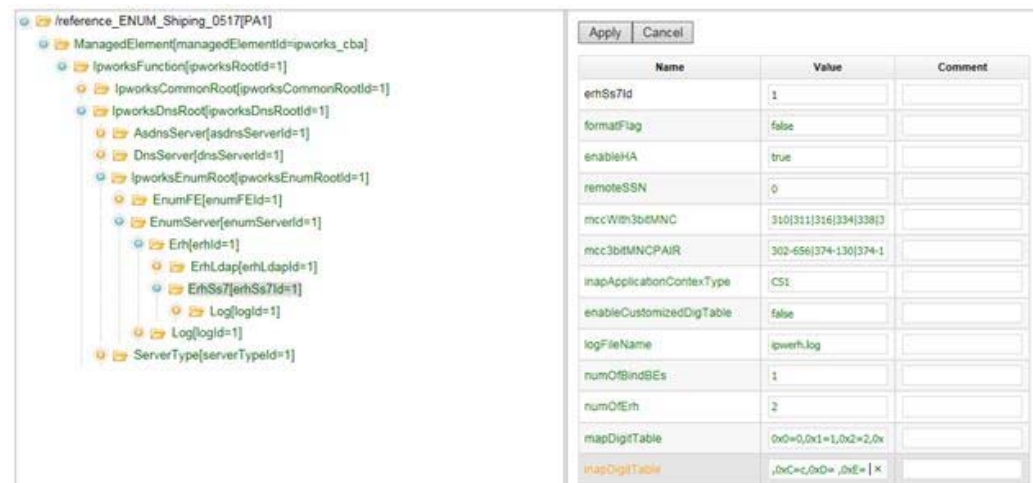 /reference_ENUM_Shiping_0517[PA1]
ManagedElement[managedElementId=ipworks_cba]
IpworksFunction[ipworksRootId=1]
IpworksCommonRoot[ipworksCommonRootId=1]
IpworksDnsRoot[ipworksDnsRootId=1]
AsdnsServer[asdnsServerId=1]
DnsServer[dnsServerId=1]
IpworksEnumRoot[ipworksEnumRootId=1]
EnumFE[enumFEId=1]
EnumServer[enumServerId=1]
Erh[erhId=1]
ErhLdap[erhLdapId=1]
ErhSs7[erhSs7Id=1]
Log[logId=1]
Log[logId=1]
ServerType[serverTypeId=1]
Apply Cancel
Name Value Comment
erhSs7Id 1
formatFlag false
enableHA true
remoteSSN 0
mccWith3bitMNC 310|311|316|334|338|3
mcc3bitMNCPAIR 302-656|374-130|374-1
inapApplicationContexType CS1
enableCustomizedDigTable false
logFileName ipwerh.log
numOfBindBEs 1
numOfErh 2
mapDigitTable 0x0=0,0x1=1,0x2=2,0x
inapDigitTable ,0xC=c,0xD= ,0xE= ×